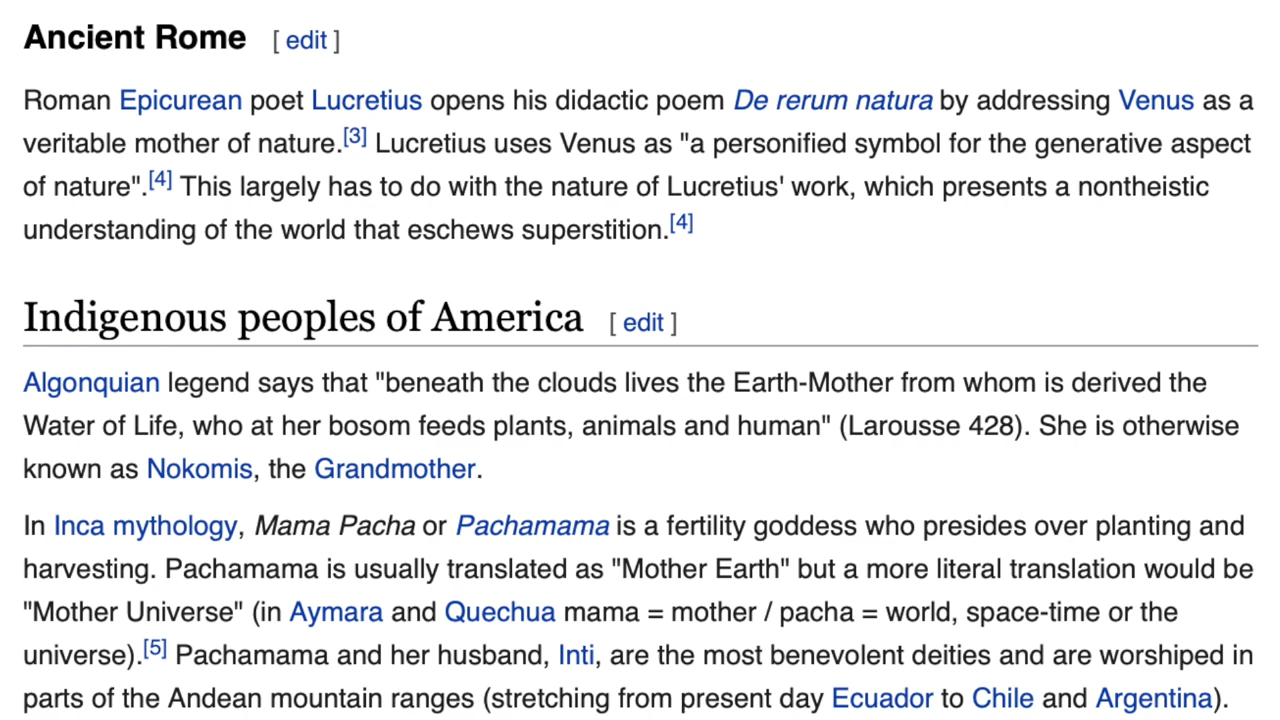 Ancient Rome [ edit ]
Roman Epicurean poet Lucretius opens his didactic poem De rerum natura by addressing Venus as a
veritable mother of nature.[3] Lucretius uses Venus as "a personified symbol for the generative aspect
of nature".[4] This largely has to do with the nature of Lucretius' work, which presents a nontheistic
understanding of the world that eschews superstition.[4]
Indigenous peoples of America [ edit ]
Algonquian legend says that "beneath the clouds lives the Earth-Mother from whom is derived the
Water of Life, who at her bosom feeds plants, animals and human" (Larousse 428). She is otherwise
known as Nokomis, the Grandmother.
In Inca mythology, Mama Pacha or Pachamama is a fertility goddess who presides over planting and
harvesting. Pachamama is usually translated as "Mother Earth" but a more literal translation would be
"Mother Universe" (in Aymara and Quechua mama = mother / pacha = world, space-time or the
universe).[5] Pachamama and her husband, Inti, are the most benevolent deities and are worshiped in
parts of the Andean mountain ranges (stretching from present day Ecuador to Chile and Argentina).